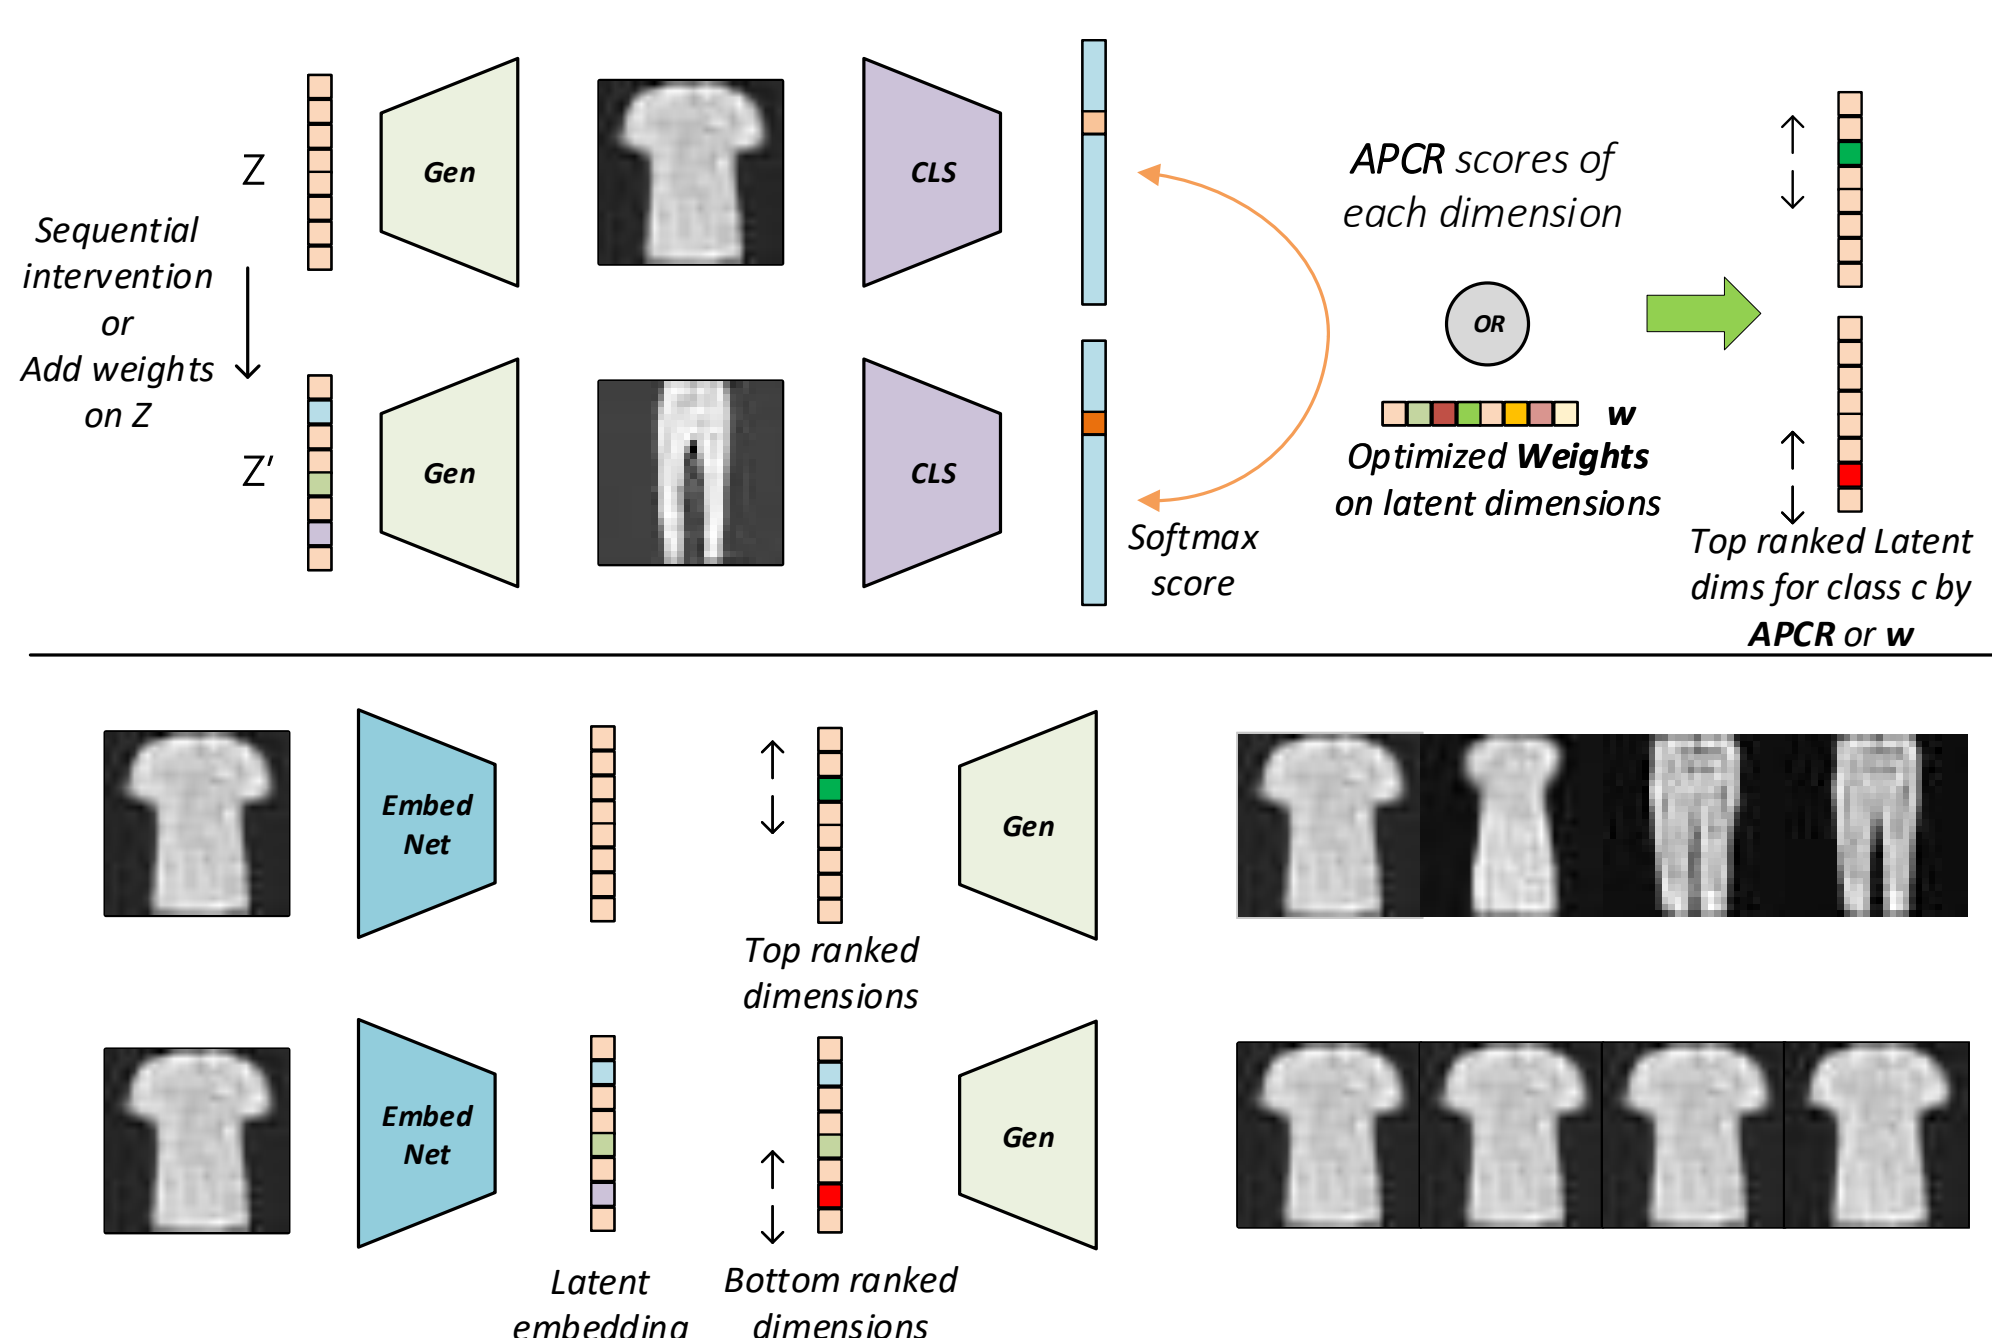 Z
Gen
CLS
Sequential
intervention
or
Add weights
on Z
Z'
Gen
CLS
Softmax
score
APCR scores of
each dimension
OR
w
Optimized Weights
on latent dimensions
Top ranked Latent
dims for class c by
APCR or w
Embed
Net
Gen
Top ranked
dimensions
Embed
Net
Gen
Latent
embedding
Bottom ranked
dimensions